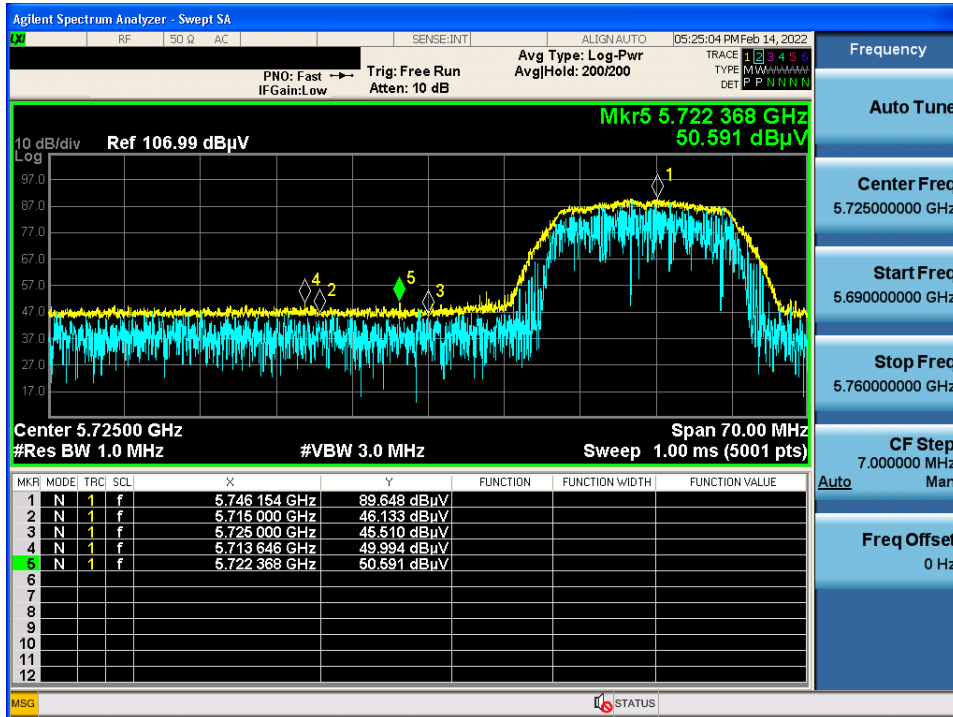 Agilent Spectrum Analyzer - Swept SA
LXI RF 50 Ω AC SENSE:INT ALIGN AUTO 05:25:04 PM Feb 14, 2022
PNO: Fast Trig: Free Run Avg Type: Log-Pwr TRACE 1 2 3 4 5 6
IFGain:Low Atten: 10 dB Avg|Hold: 200/200 TYPE M W W W W W
DET P P N N N N
Mkr5 5.722 368 GHz
50.591 dBµV
10 dB/div Ref 106.99 dBµV
Log
97.0
87.0
77.0
67.0
57.0
47.0
37.0
27.0
17.0
1
4
2
5
3
Center 5.72500 GHz Span 70.00 MHz
#Res BW 1.0 MHz #VBW 3.0 MHz Sweep 1.00 ms (5001 pts)
MKR MODE TRC SCL X Y FUNCTION FUNCTION WIDTH FUNCTION VALUE
1 N 1 f 5.746 154 GHz 89.648 dBµV
2 N 1 f 5.715 000 GHz 46.133 dBµV
3 N 1 f 5.725 000 GHz 45.510 dBµV
4 N 1 f 5.713 646 GHz 49.994 dBµV
5 N 1 f 5.722 368 GHz 50.591 dBµV
6
7
8
9
10
11
12
MSG STATUS
Frequency
Auto Tune
Center Freq
5.725000000 GHz
Start Freq
5.690000000 GHz
Stop Freq
5.760000000 GHz
CF Step
7.000000 MHz
Auto Man
Freq Offset
0 Hz